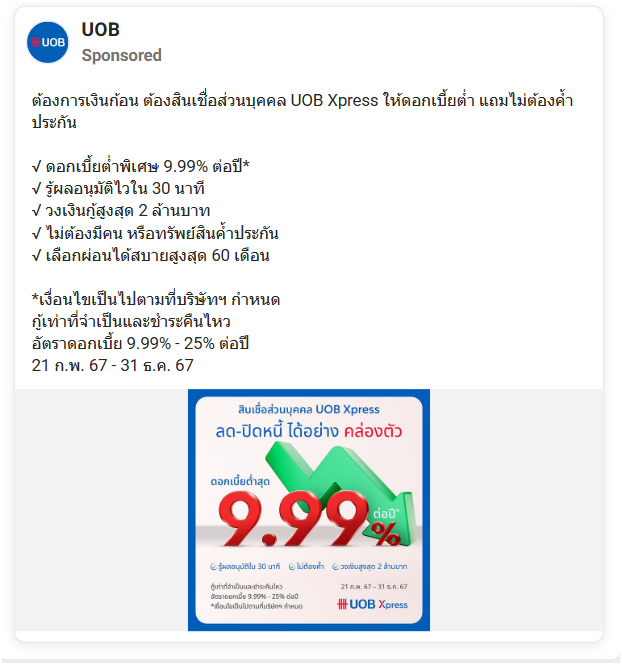 UOB
UOB
Sponsored
ต้องการเงินก้อน ต้องสินเชื่อส่วนบุคคล UOB Xpress ให้ดอกเบี้ยต่ำ แถมไม่ต้องค้ำ
ประกัน
√ ดอกเบี้ยต่ำพิเศษ 9.99% ต่อปี*
√ รู้ผลอนุมัติไวใน 30 นาที
√ วงเงินกู้สูงสุด 2 ล้านบาท
√ ไม่ต้องมีคน หรือทรัพย์สินค้ำประกัน
√ เลือกผ่อนได้สบายสูงสุด 60 เดือน
*เงื่อนไขเป็นไปตามที่บริษัทฯ กำหนด
กู้เท่าที่จำเป็นและชำระคืนไหว
อัตราดอกเบี้ย 9.99% - 25% ต่อปี
21 ก.พ. 67 - 31 ธ.ค. 67
สินเชื่อส่วนบุคคล UOB Xpress
ลด-ปิดหนี้ ได้อย่าง คล่องตัว
ดอกเบี้ยต่ำสุด
9.99% ต่อปี*
รู้ผลอนุมัติใน 30 นาที ไม่ต้องค้ำ วงเงินสูงสุด 2 ล้านบาท
กู้เท่าที่จำเป็นและชำระคืนไหว
อัตราดอกเบี้ย 9.99% - 25% ต่อปี
*เงื่อนไขเป็นไปตามที่บริษัทฯ กำหนด
21 ก.พ. 67 - 31 ธ.ค. 67
UOB Xpress